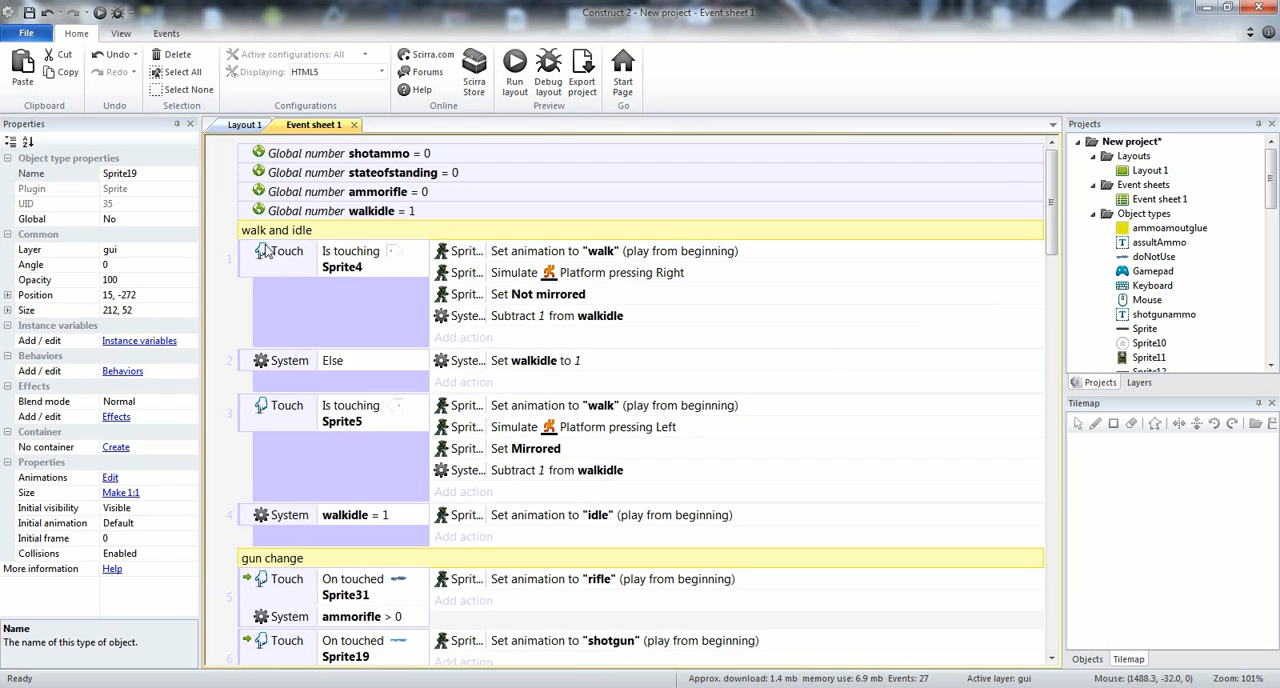 Construct 2 - New project - Event sheet 1
File Home View Events
Paste Cut Copy
Undo Redo
Delete Select All Select None
Active configurations: All
Displaying: HTML5
Scirra.com Forums Help
Scirra Store
Run layout Debug layout Export project
Start Page
Clipboard Undo Selection Configurations Online Preview Go
Properties
Object type properties
Name Sprite19
Plugin Sprite
UID 35
Global No
Common
Layer gui
Angle 0
Opacity 100
Position 15, -272
Size 212, 52
Instance variables
Add / edit Instance variables
Behaviors
Add / edit Behaviors
Effects
Blend mode Normal
Add / edit Effects
Container
No container Create
Properties
Animations Edit
Size Make 1:1
Initial visibility Visible
Initial animation Default
Initial frame 0
Collisions Enabled
More information Help
Name
The name of this type of object.
Layout 1 Event sheet 1
Global number shotammo = 0
Global number stateofstanding = 0
Global number ammorifle = 0
Global number walkidle = 1
walk and idle
1 Touch Is touching Sprite4
Sprit... Set animation to "walk" (play from beginning)
Sprit... Simulate Platform pressing Right
Sprit... Set Not mirrored
Syste... Subtract 1 from walkidle
Add action
2 System Else
Syste... Set walkidle to 1
Add action
3 Touch Is touching Sprite5
Sprit... Set animation to "walk" (play from beginning)
Sprit... Simulate Platform pressing Left
Sprit... Set Mirrored
Syste... Subtract 1 from walkidle
Add action
4 System walkidle = 1
Sprit... Set animation to "idle" (play from beginning)
Add action
gun change
5 Touch On touched Sprite31
Sprit... Set animation to "rifle" (play from beginning)
Add action
System ammorifle > 0
6 Touch On touched Sprite19
Sprit... Set animation to "shotgun" (play from beginning)
Add action
Projects
New project*
Layouts
Layout 1
Event sheets
Event sheet 1
Object types
ammoamoutglue
assultAmmo
doNotUse
Gamepad
Keyboard
Mouse
shotgunammo
Sprite
Sprite10
Sprite11
Sprite12
Projects Layers
Tilemap
Objects Tilemap
Ready
Approx. download: 1.4 mb memory use: 6.9 mb Events: 27 Active layer: gui Mouse: (1488.3, -32.0, 0) Zoom: 101%